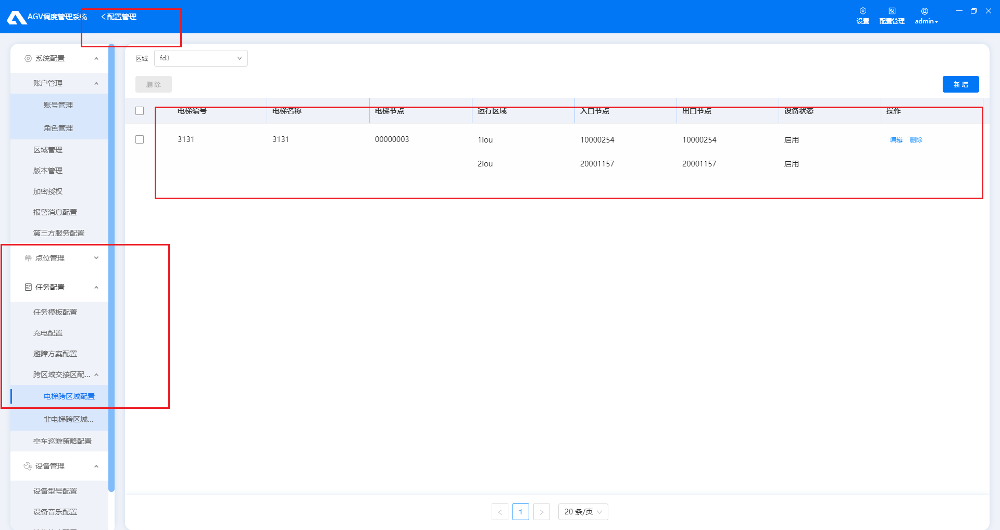 AGV调度管理系统
配置管理
设置
配置管理
admin
系统配置
账户管理
账号管理
角色管理
区域管理
版本管理
加密授权
报警消息配置
第三方服务配置
点位管理
任务配置
任务模板配置
充电配置
避障方案配置
跨区域交接区配...
电梯跨区域配置
非电梯跨区域...
空车巡游策略配置
设备管理
设备型号配置
设备音乐配置
区域 fd3
删 除
新 增
电梯编号 电梯名称 电梯节点 运行区域 入口节点 出口节点 设备状态 操作
3131 3131 00000003 1lou 10000254 10000254 启用 编辑 删除
2lou 20001157 20001157 启用
< 1 > 20 条/页